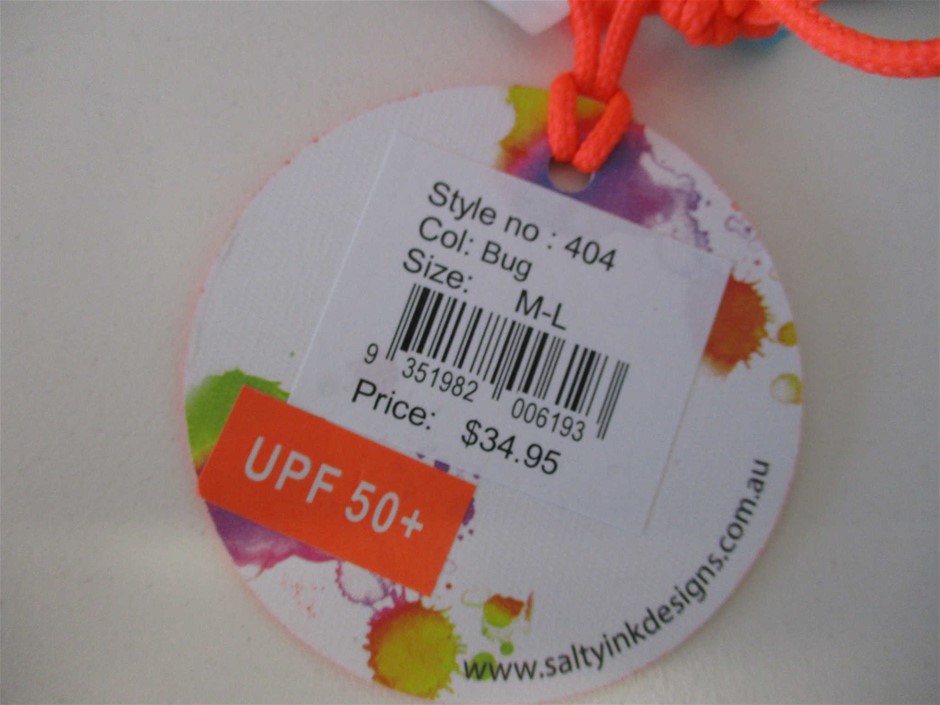 Style no : 404
Col: Bug
Size: M-L
9 351982 006193
Price: $34.95
UPF 50+
www.saltyinkdesigns.com.au